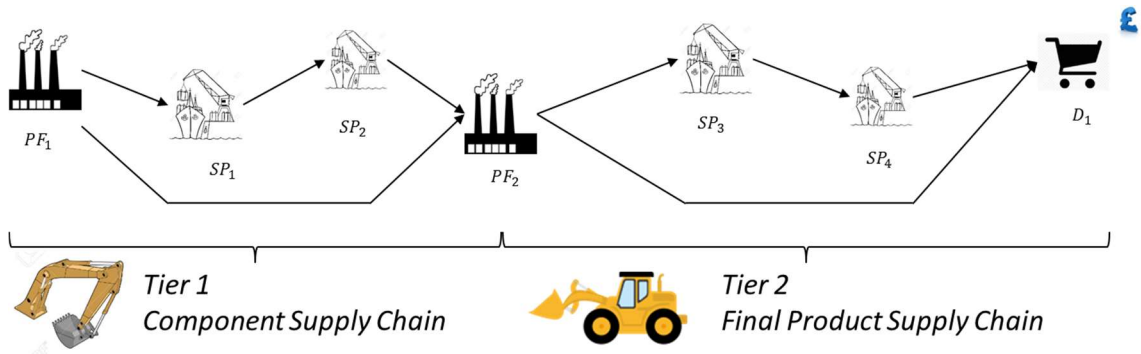 £
PF₁
SP₁
SP₂
PF₂
SP₃
SP₄
D₁
Tier 1
Component Supply Chain
Tier 2
Final Product Supply Chain